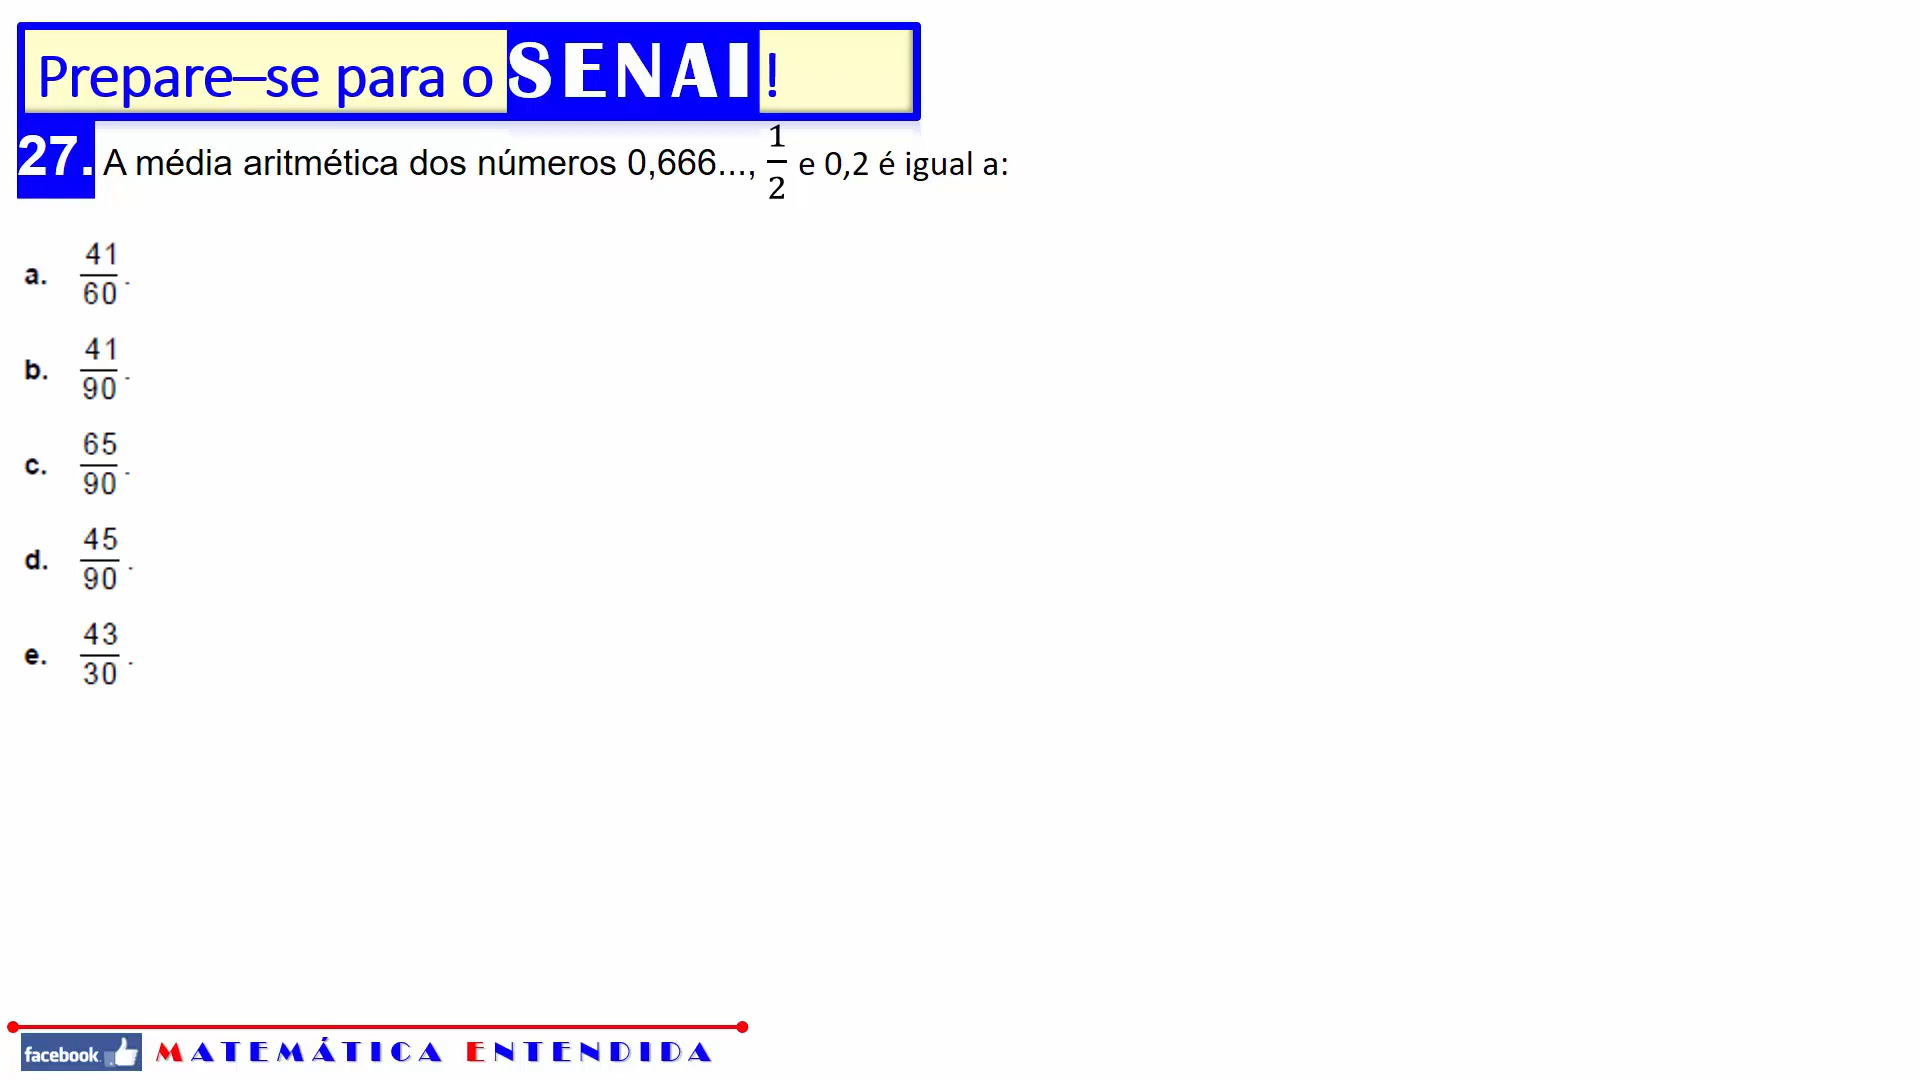 Prepare–se para o SENAI!
27. A média aritmética dos números 0,666..., 1/2 e 0,2 é igual a:
a. 41/60.
b. 41/90.
c. 65/90.
d. 45/90.
e. 43/30.
facebook MATEMÁTICA ENTENDIDA